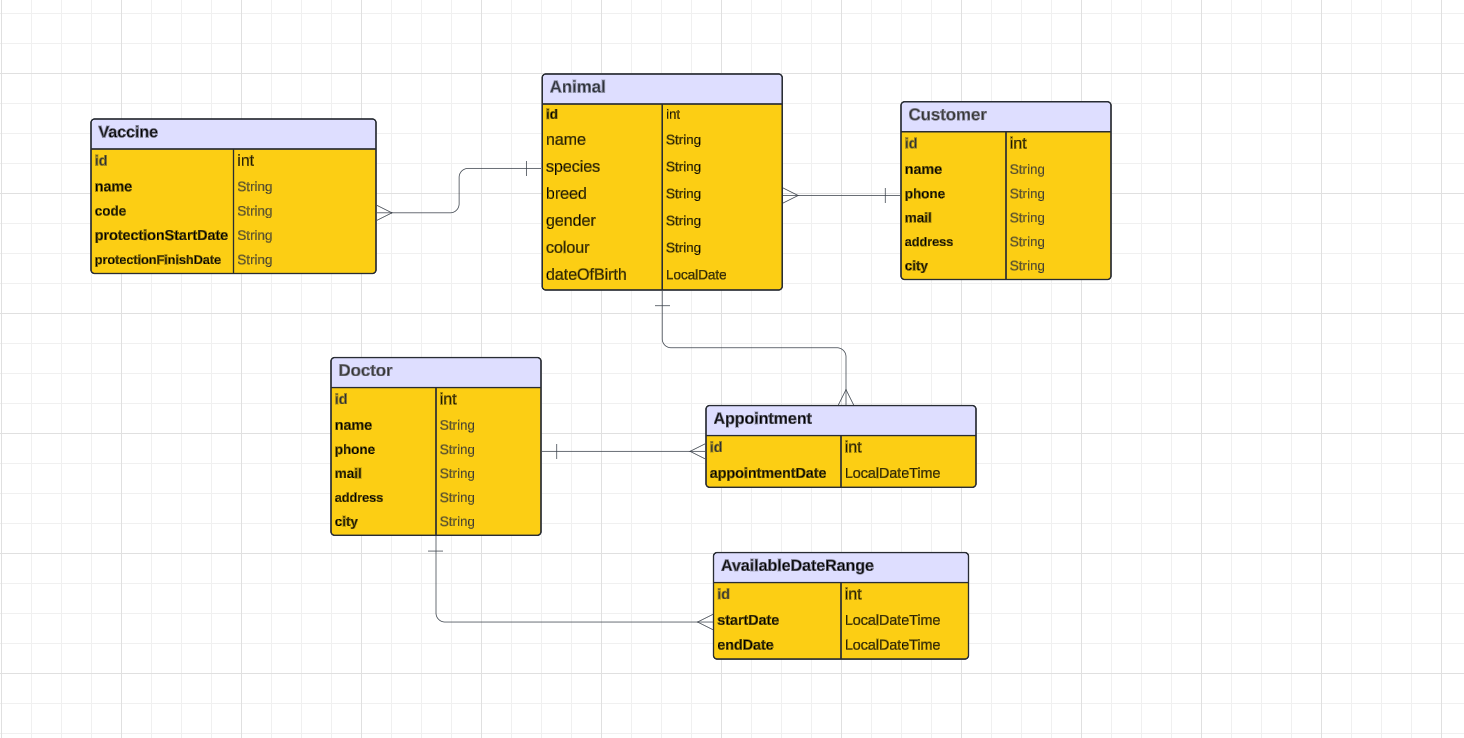 Animal
id int
name String
species String
breed String
gender String
colour String
dateOfBirth LocalDate
Customer
id int
name String
phone String
mail String
address String
city String
Vaccine
id int
name String
code String
protectionStartDate String
protectionFinishDate String
Doctor
id int
name String
phone String
mail String
address String
city String
Appointment
id int
appointmentDate LocalDateTime
AvailableDateRange
id int
startDate LocalDateTime
endDate LocalDateTime